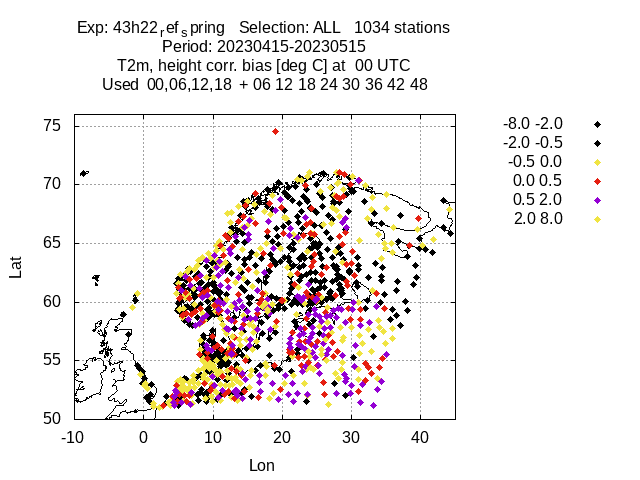 Exp: 43h22refspring   Selection: ALL   1034 stations
Period: 20230415-20230515
T2m, height corr. bias [deg C] at  00 UTC
Used  00,06,12,18  + 06 12 18 24 30 36 42 48
-8.0 -2.0
-2.0 -0.5
-0.5 0.0
0.0 0.5
0.5 2.0
2.0 8.0
75
70
65
60
55
50
Lat
-10 0 10 20 30 40
Lon